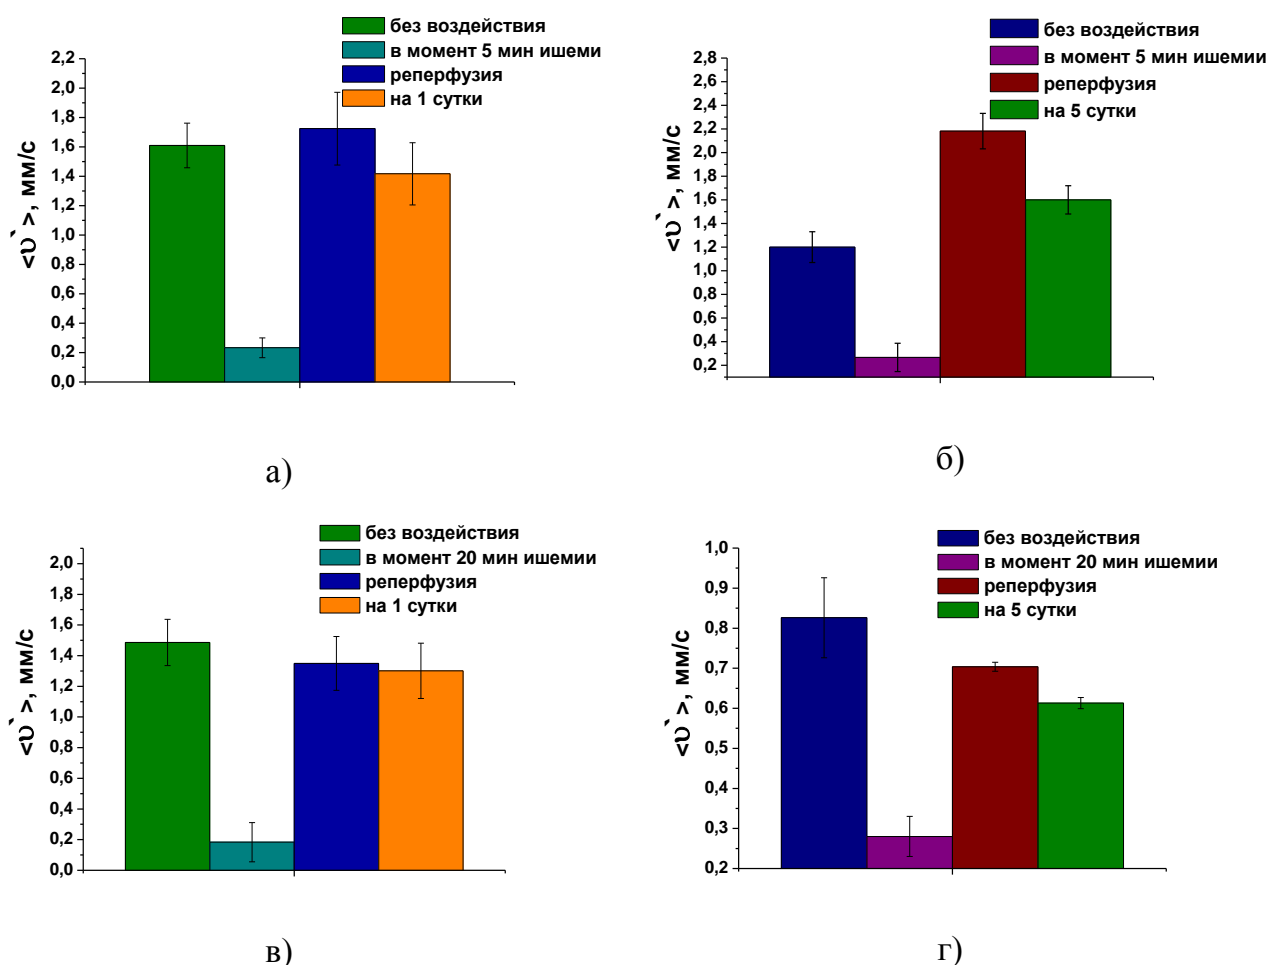 без воздействия
в момент 5 мин ишеми
реперфузия
на 1 сутки
2,2
2,0
1,8
1,6
1,4
1,2
1,0
0,8
0,6
0,4
0,2
0,0
<υ`>, мм/с
а)
без воздействия
в момент 5 мин ишемии
реперфузия
на 5 сутки
2,8
2,6
2,4
2,2
2,0
1,8
1,6
1,4
1,2
1,0
0,8
0,6
0,4
0,2
<υ`>, мм/с
б)
без воздействия
в момент 20 мин ишемии
реперфузия
на 1 сутки
2,0
1,8
1,6
1,4
1,2
1,0
0,8
0,6
0,4
0,2
0,0
<υ`>, мм/с
в)
без воздействия
в момент 20 мин ишемии
реперфузия
на 5 сутки
1,0
0,9
0,8
0,7
0,6
0,5
0,4
0,3
0,2
<υ`>, мм/с
г)